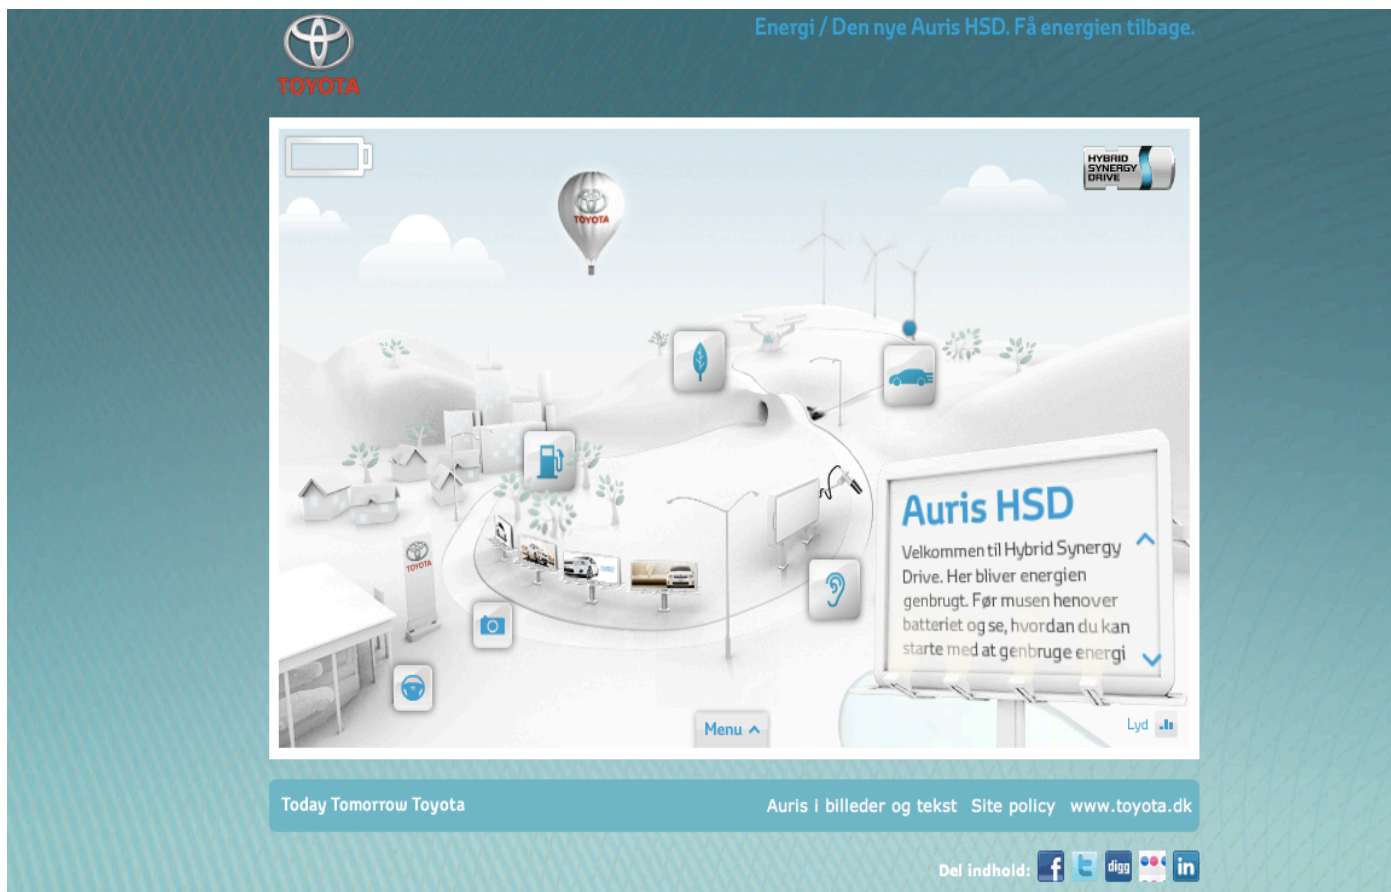 TOYOTA
Energi / Den nye Auris HSD. Få energien tilbage.
HYBRID
SYNERGY
DRIVE
TOYOTA
TOYOTA
Auris HSD
Velkommen til Hybrid Synergy
Drive. Her bliver energien
genbrugt. Før musen henover
batteriet og se, hvordan du kan
starte med at genbruge energi
Menu
Lyd
Today Tomorrow Toyota
Auris i billeder og tekst Site policy www.toyota.dk
Del indhold: f t digg in